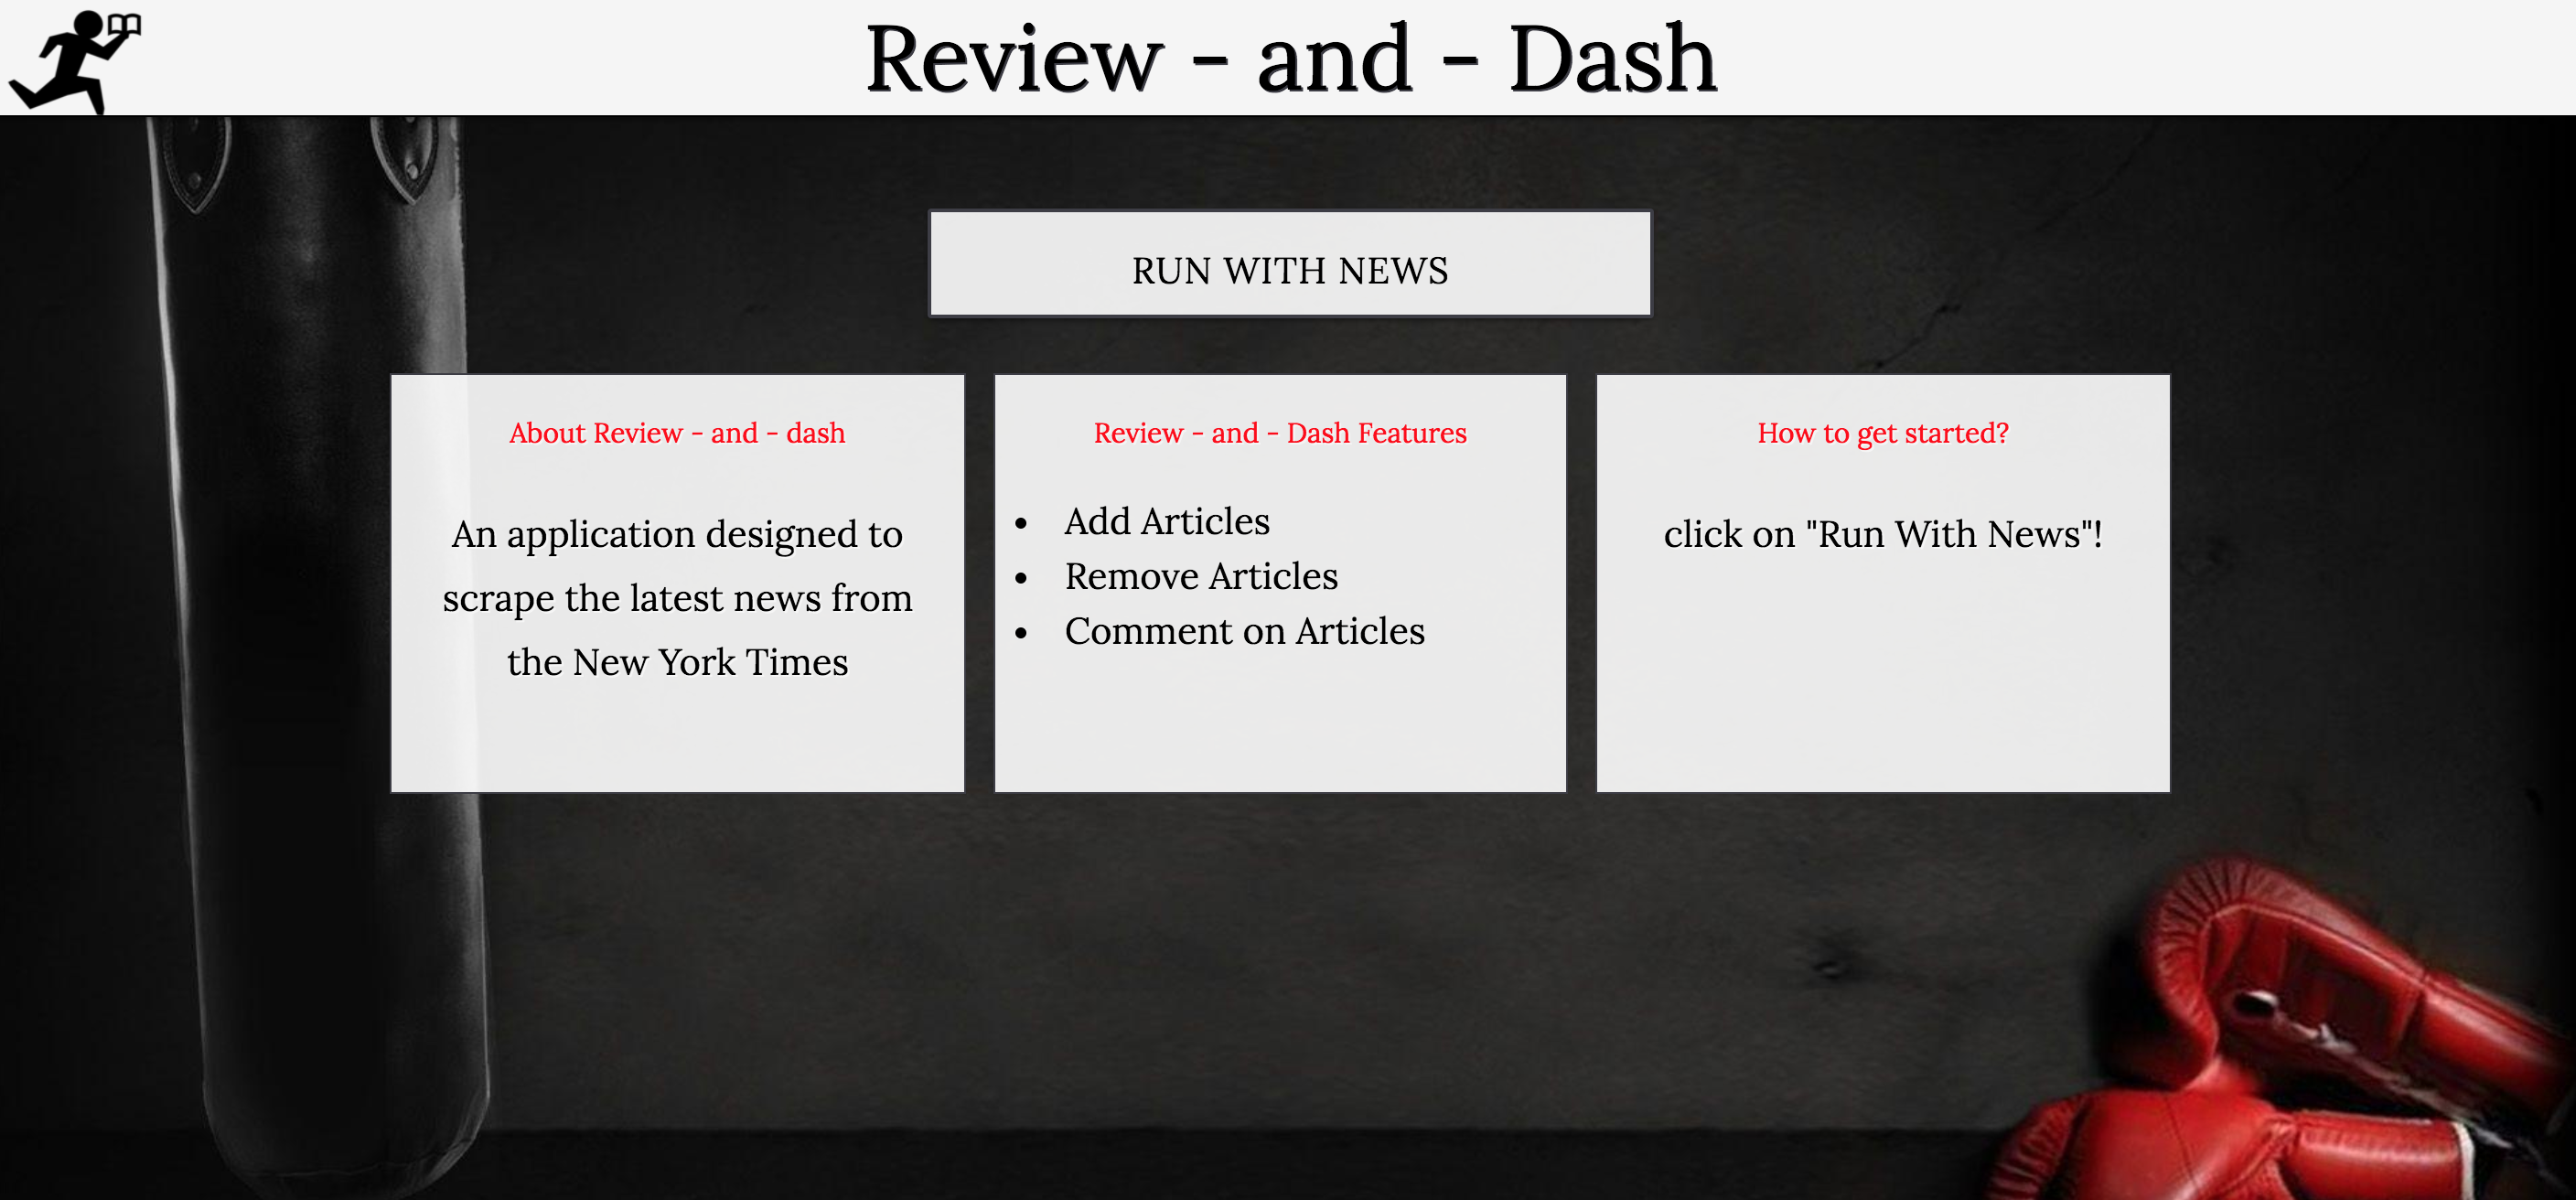 Review - and - Dash
RUN WITH NEWS
About Review - and - dash
An application designed to
scrape the latest news from
the New York Times
Review - and - Dash Features
• Add Articles
• Remove Articles
• Comment on Articles
How to get started?
click on "Run With News"!